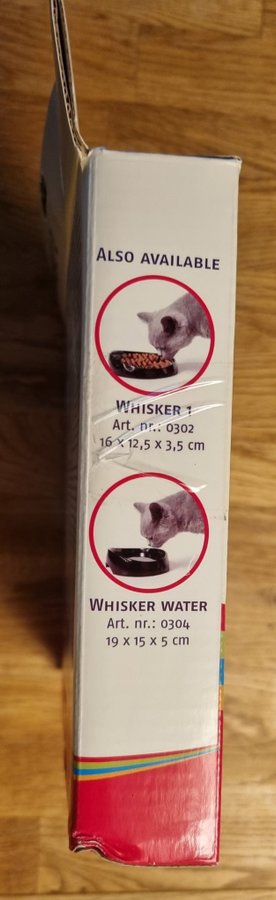 ALSO AVAILABLE
WHISKER 1
Art. nr.: 0302
16 x 12,5 x 3,5 cm
WHISKER WATER
Art. nr.: 0304
19 x 15 x 5 cm